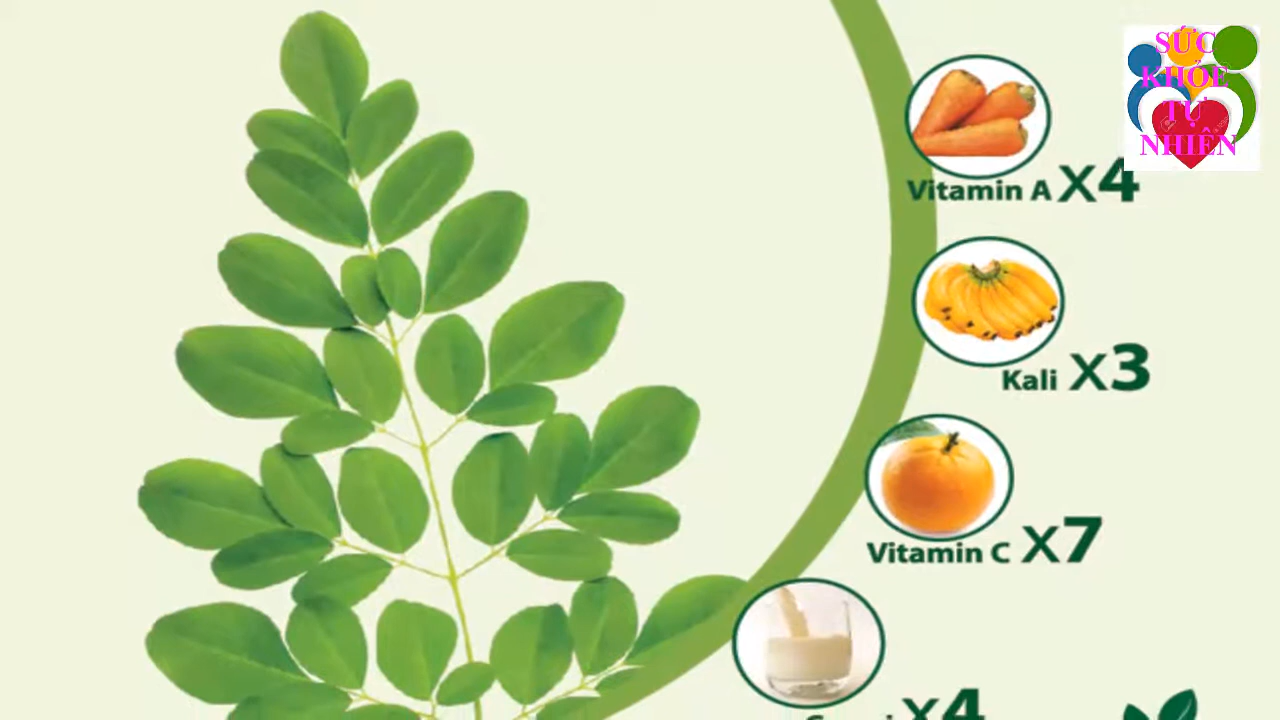 SỨC
KHỎE
TỰ
NHIÊN
Vitamin A X4
Kali X3
Vitamin C X7
X4